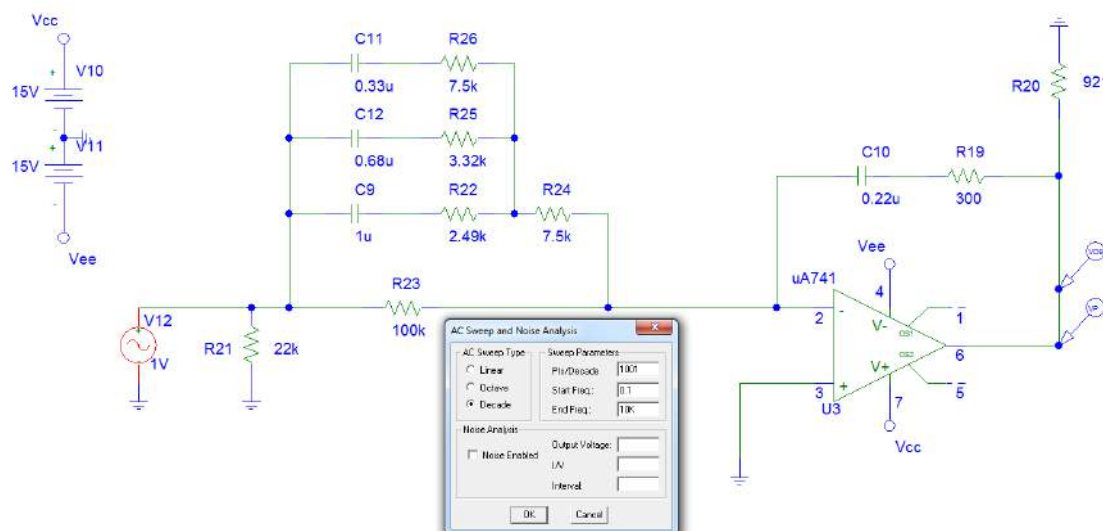 Vcc
V10
15V
V11
15V
Vee
C11
R26
0.33u
7.5k
C12
R25
0.68u
3.32k
C9
R22
R24
1u
2.49k
7.5k
R23
100k
V12
1V
R21
22k
R20
C10
R19
0.22u
300
Vee
uA741
4
V-
OS1
1
2
-
6
OS2
V+
5
3
+
U3
7
Vcc
VP
AC Sweep and Noise Analysis
AC Sweep Type
Linear
Octave
Decade
Sweep Parameters
Pts/Decade
1001
Start Freq.:
0.1
End Freq.:
10K
Noise Analysis
Noise Enabled
Output Voltage:
I/V
Interval:
OK
Cancel